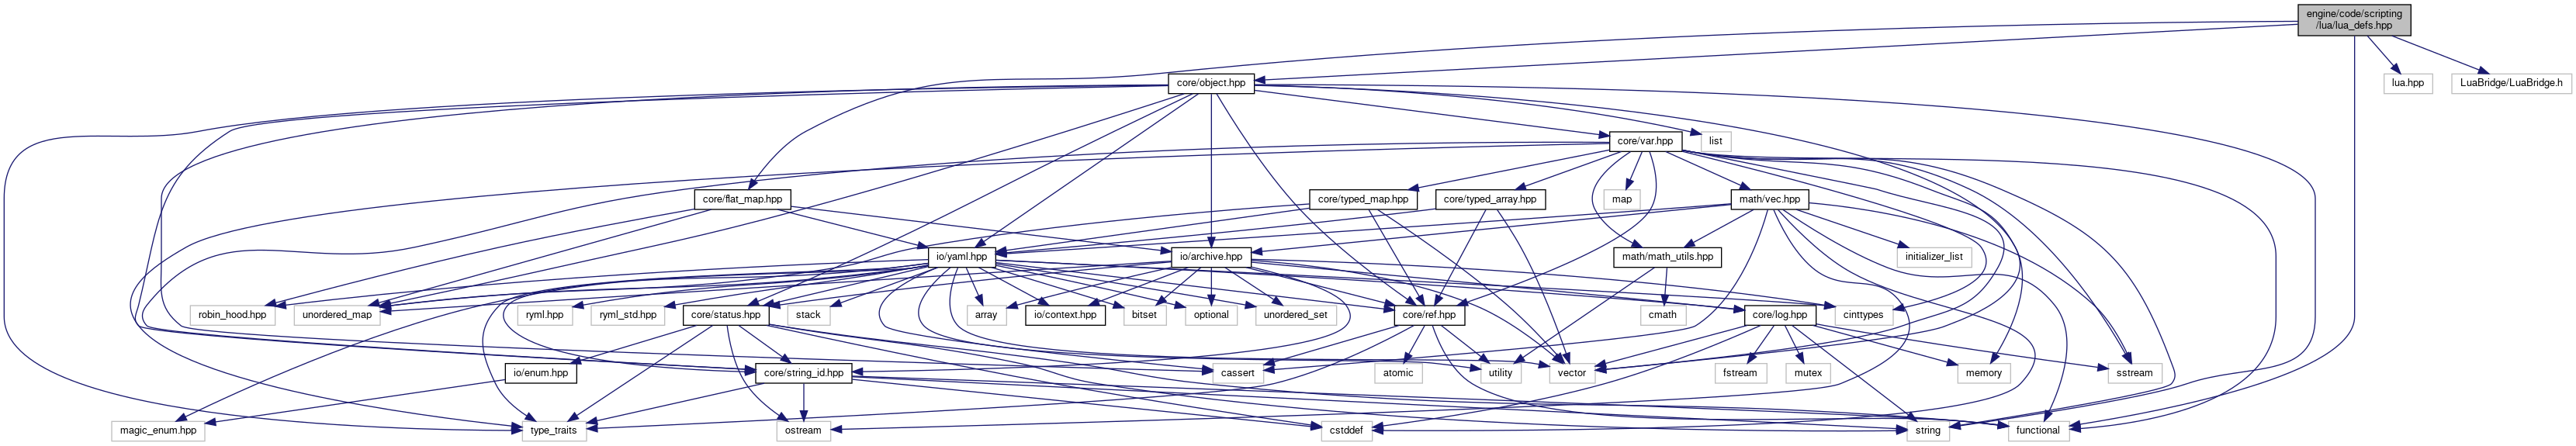 engine/code/scripting
/lua/lua_defs.hpp
core/object.hpp
lua.hpp
LuaBridge/LuaBridge.h
core/var.hpp
list
core/flat_map.hpp
core/typed_map.hpp
core/typed_array.hpp
map
math/vec.hpp
io/yaml.hpp
io/archive.hpp
math/math_utils.hpp
initializer_list
robin_hood.hpp
unordered_map
ryml.hpp
ryml_std.hpp
core/status.hpp
stack
array
io/context.hpp
bitset
optional
unordered_set
core/ref.hpp
cmath
core/log.hpp
cinttypes
io/enum.hpp
core/string_id.hpp
cassert
atomic
utility
vector
fstream
mutex
memory
sstream
magic_enum.hpp
type_traits
ostream
cstddef
string
functional